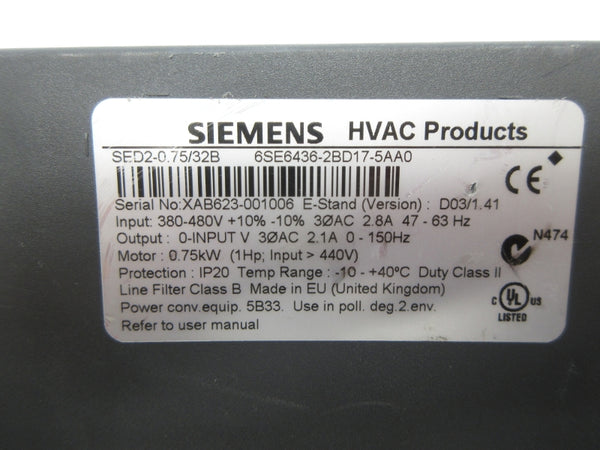 SIEMENS HVAC Products
SED2-0.75/32B 6SE6436-2BD17-5AA0
Serial No:XAB623-001006 E-Stand (Version) : D03/1.41
Input: 380-480V +10% -10% 3ØAC 2.8A 47 - 63 Hz
Output : 0-INPUT V 3ØAC 2.1A 0 - 150Hz
Motor : 0.75kW (1Hp; Input > 440V)
Protection : IP20 Temp Range : -10 - +40ºC Duty Class II
Line Filter Class B Made in EU (United Kingdom)
Power conv.equip. 5B33. Use in poll. deg.2.env.
Refer to user manual
CE
N474
C UL US
LISTED